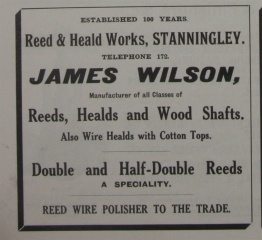 ESTABLISHED 100 YEARS
Reed & Heald Works, STANNINGLEY.
TELEPHONE 172.
JAMES WILSON,
Manufacturer of all Classes of
Reeds, Healds and Wood Shafts.
Also Wire Healds with Cotton Tops.
Double and Half-Double Reeds
A SPECIALITY.
REED WIRE POLISHER TO THE TRADE.